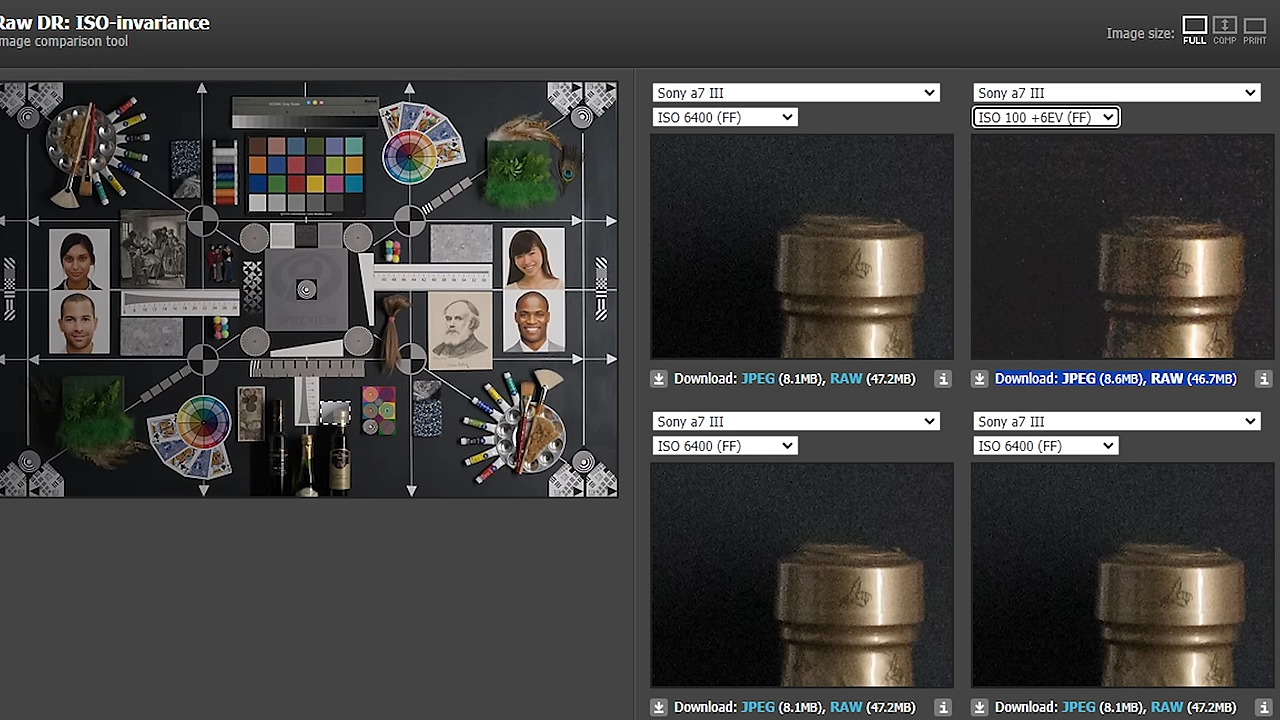 Raw DR: ISO-invariance
mage comparison tool
Image size:
FULL COMP PRINT
DPREVIEW
Sony a7 III
ISO 6400 (FF)
Download: JPEG (8.1MB), RAW (47.2MB)
Sony a7 III
ISO 100 +6EV (FF)
Download: JPEG (8.6MB), RAW (46.7MB)
Sony a7 III
ISO 6400 (FF)
Download: JPEG (8.1MB), RAW (47.2MB)
Sony a7 III
ISO 6400 (FF)
Download: JPEG (8.1MB), RAW (47.2MB)